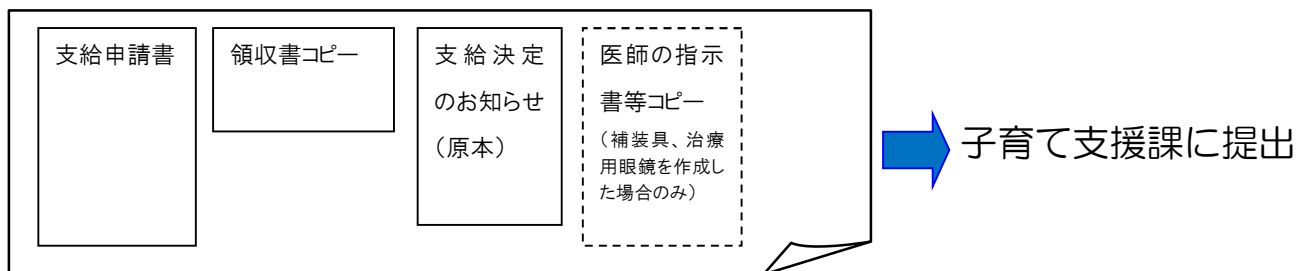 支給申請書
領収書コピー
支給決定
のお知らせ
（原本）
医師の指示
書等コピー
（補装具、治療
用眼鏡を作成し
た場合のみ）
子育て支援課に提出